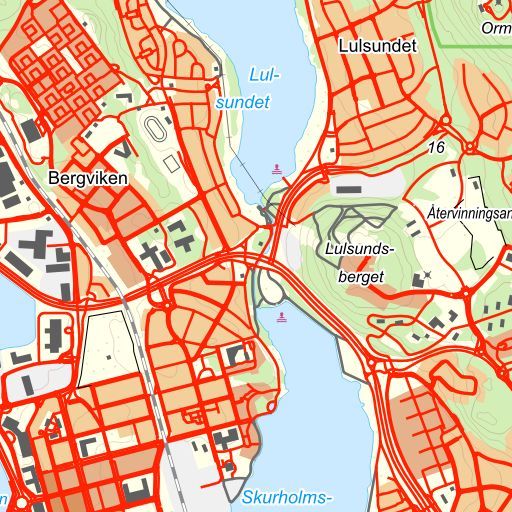 Orm
Lulsundet
Lul-
sundet
16
Bergviken
Återvinningsan
Lulsunds-
berget
Skurholms-
n